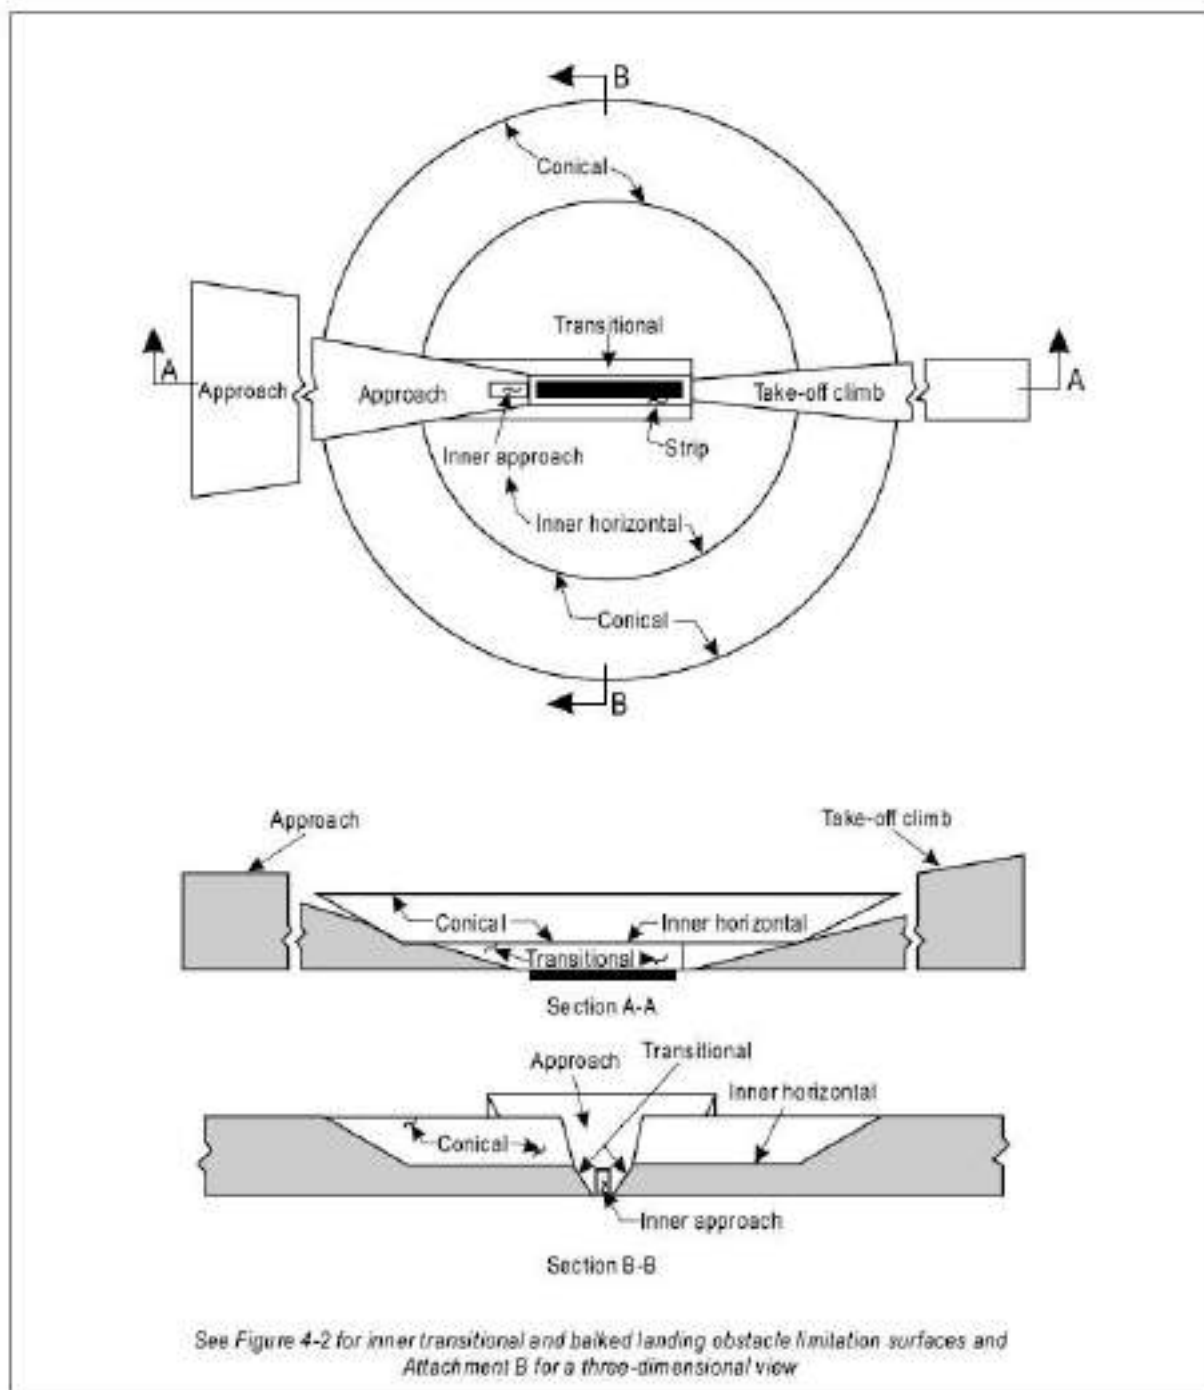 B
Conical
Transitional
A
Approach
Approach
Take-off climb
A
Inner approach
Strip
Inner horizontal
Conical
B
Approach
Take-off climb
Conical
Inner horizontal
Transitional
Section A-A
Approach
Transitional
Inner horizontal
Conical
Inner approach
Section B-B
See Figure 4-2 for inner transitional and balked landing obstacle limitation surfaces and
Attachment B for a three-dimensional view